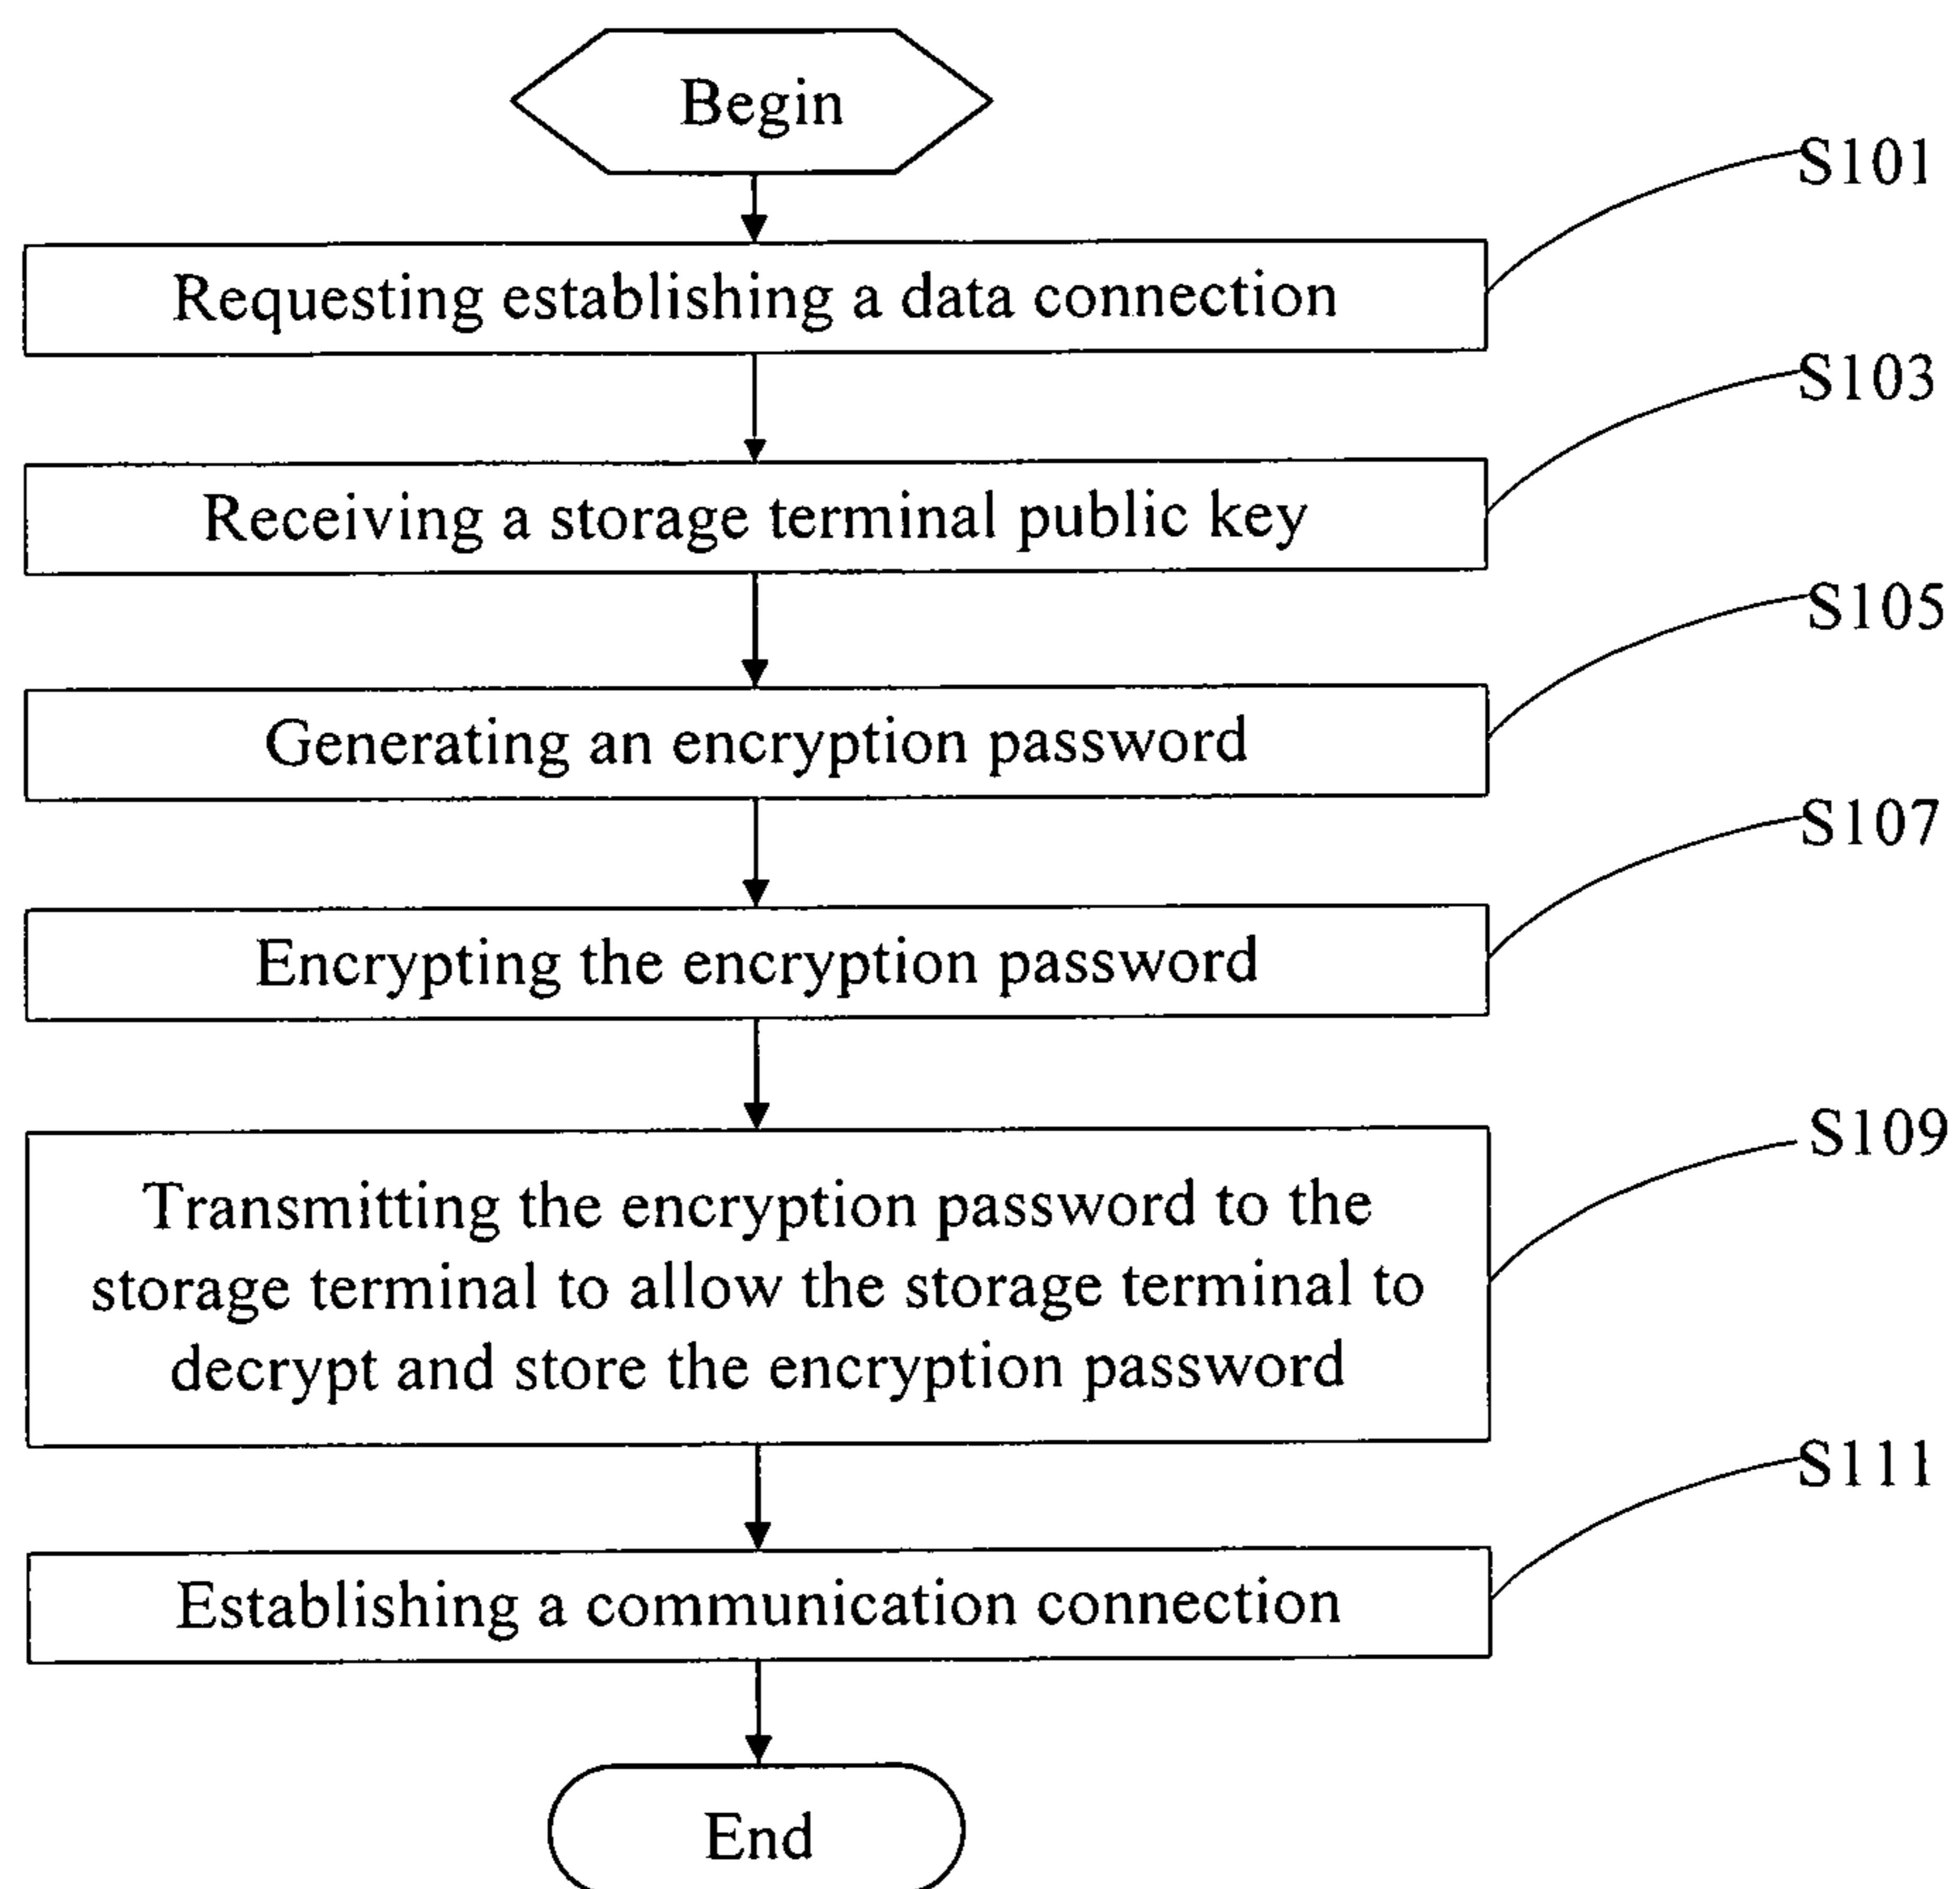 Begin
S101
Requesting establishing a data connection
S103
Receiving a storage terminal public key
S105
Generating an encryption password
S107
Encrypting the encryption password
S109
Transmitting the encryption password to the
storage terminal to allow the storage terminal to
decrypt and store the encryption password
S111
Establishing a communication connection
End